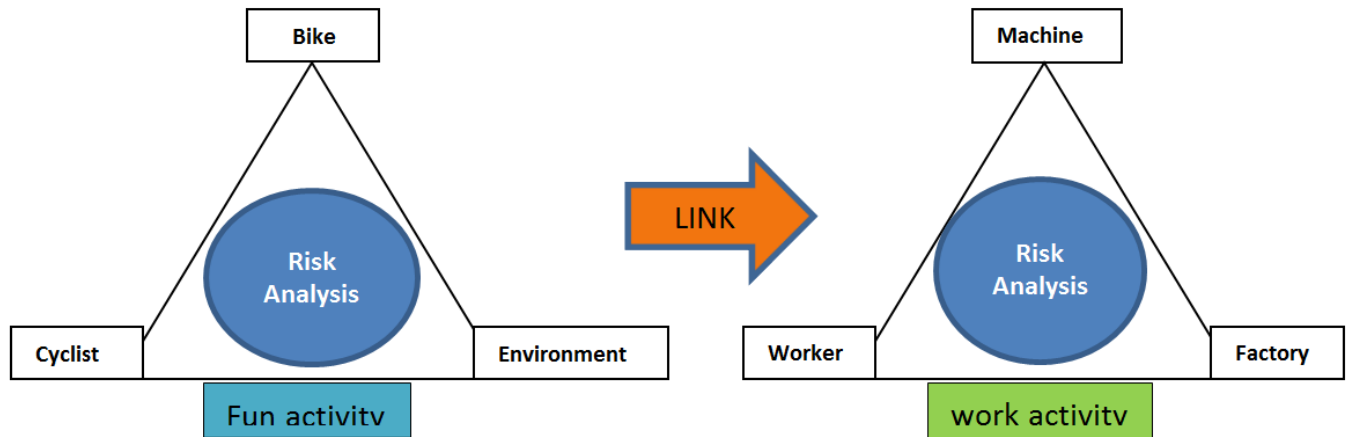 Bike
Machine
Risk
Analysis
LINK
Risk
Analysis
Cyclist
Environment
Worker
Factory
Fun activity
work activity